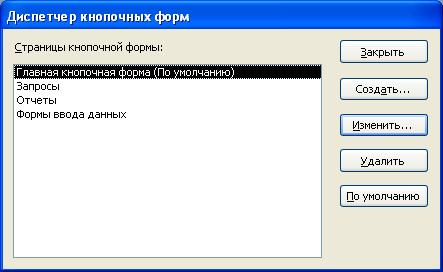 Диспетчер кнопочных форм
Страницы кнопочной формы:
Главная кнопочная форма (По умолчанию)
Запросы
Отчеты
Формы ввода данных
Закрыть
Создать...
Изменить...
Удалить
По умолчанию